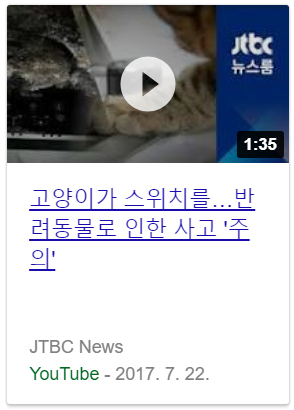 jtbc
뉴스룸
1:35
고양이가 스위치를...반
려동물로 인한 사고 '주
의'
JTBC News
YouTube - 2017. 7. 22.